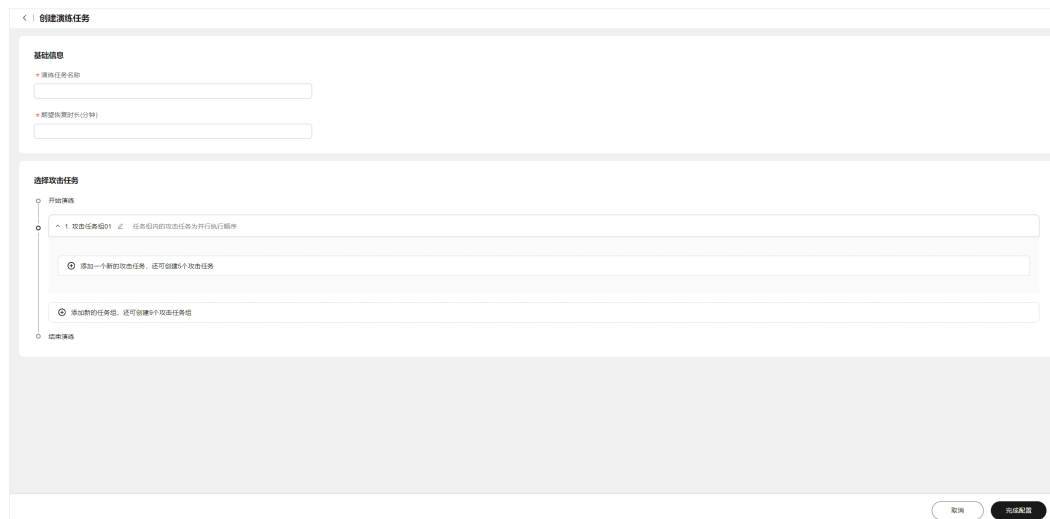 创建演练任务
基础信息
* 演练任务名称
* 期望恢复时长(分钟)
选择攻击任务
开始演练
1. 攻击任务组01 任务组内的攻击任务为并行执行顺序
添加一个新的攻击任务，还可创建5个攻击任务
添加新的任务组，还可创建9个攻击任务组
结束演练
取消 完成配置